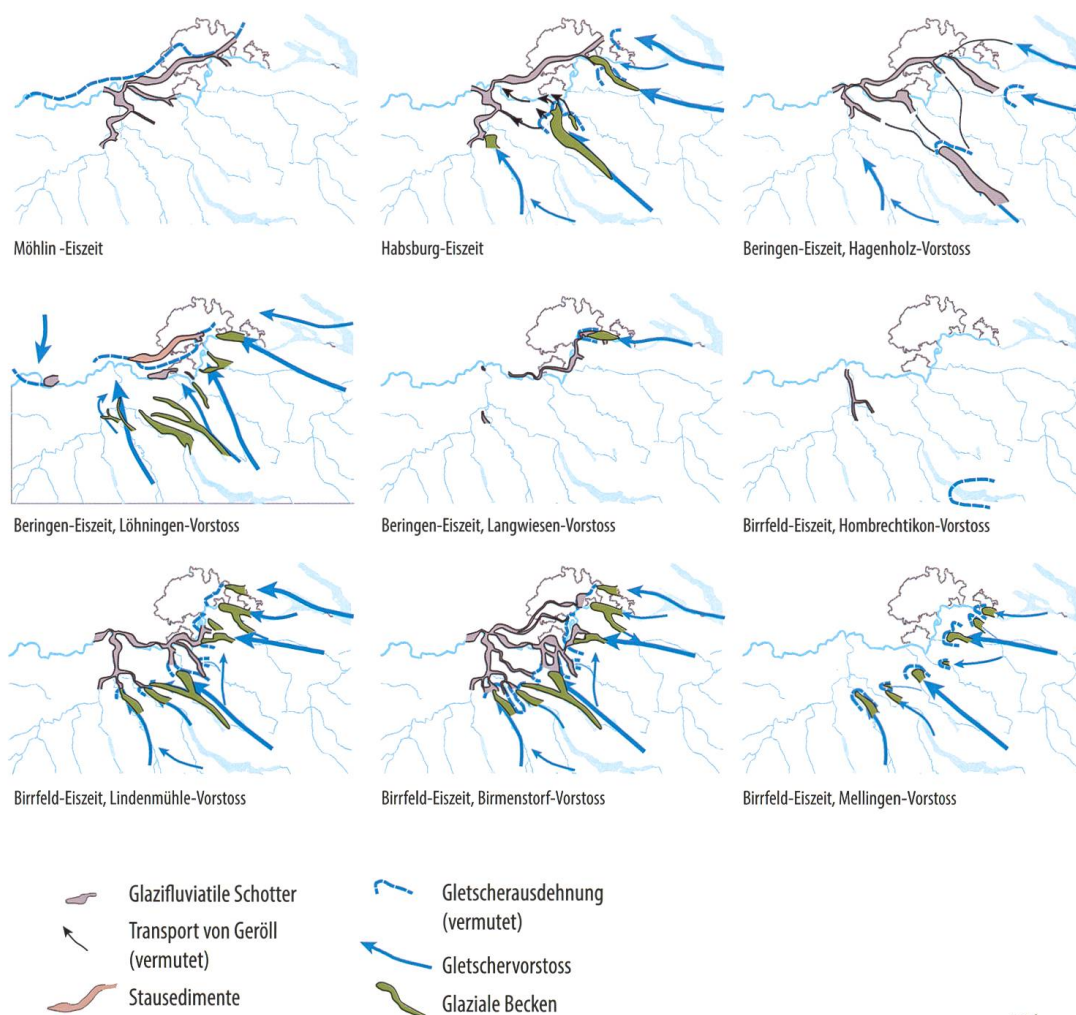 Möhlin -Eiszeit
Habsburg-Eiszeit
Beringen-Eiszeit, Hagenholz-Vorstoss
Beringen-Eiszeit, Löhningen-Vorstoss
Beringen-Eiszeit, Langwiesen-Vorstoss
Birrfeld-Eiszeit, Hombrechtikon-Vorstoss
Birrfeld-Eiszeit, Lindenmühle-Vorstoss
Birrfeld-Eiszeit, Birmenstorf-Vorstoss
Birrfeld-Eiszeit, Mellingen-Vorstoss
Glazifluviatile Schotter
Transport von Geröll
(vermutet)
Stausedimente
Gletscherausdehnung
(vermutet)
Gletschervorstoss
Glaziale Becken